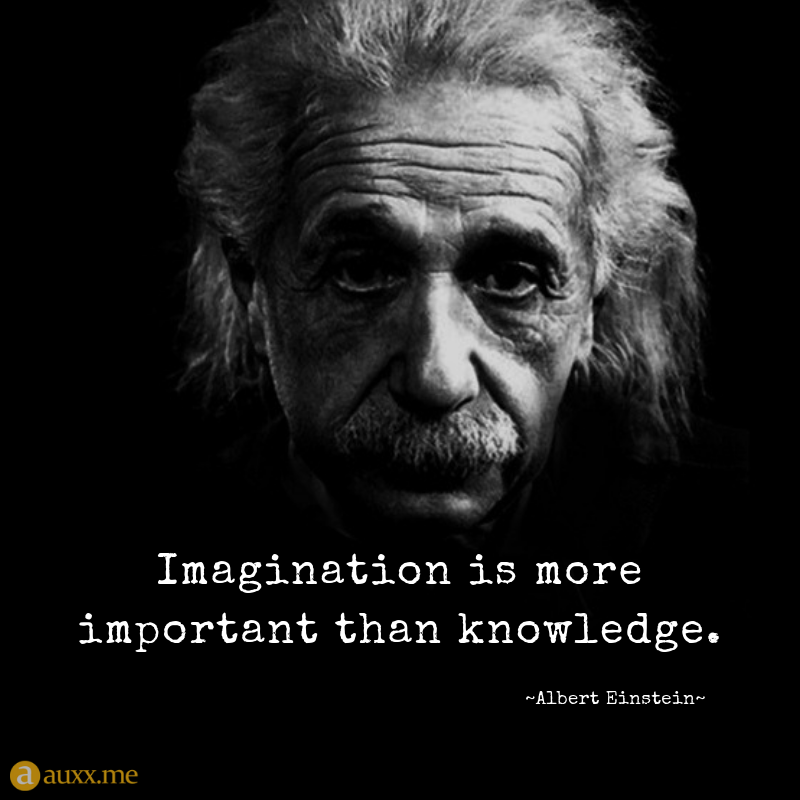 Imagination is more
important than knowledge.
~Albert Einstein~
a auxx.me